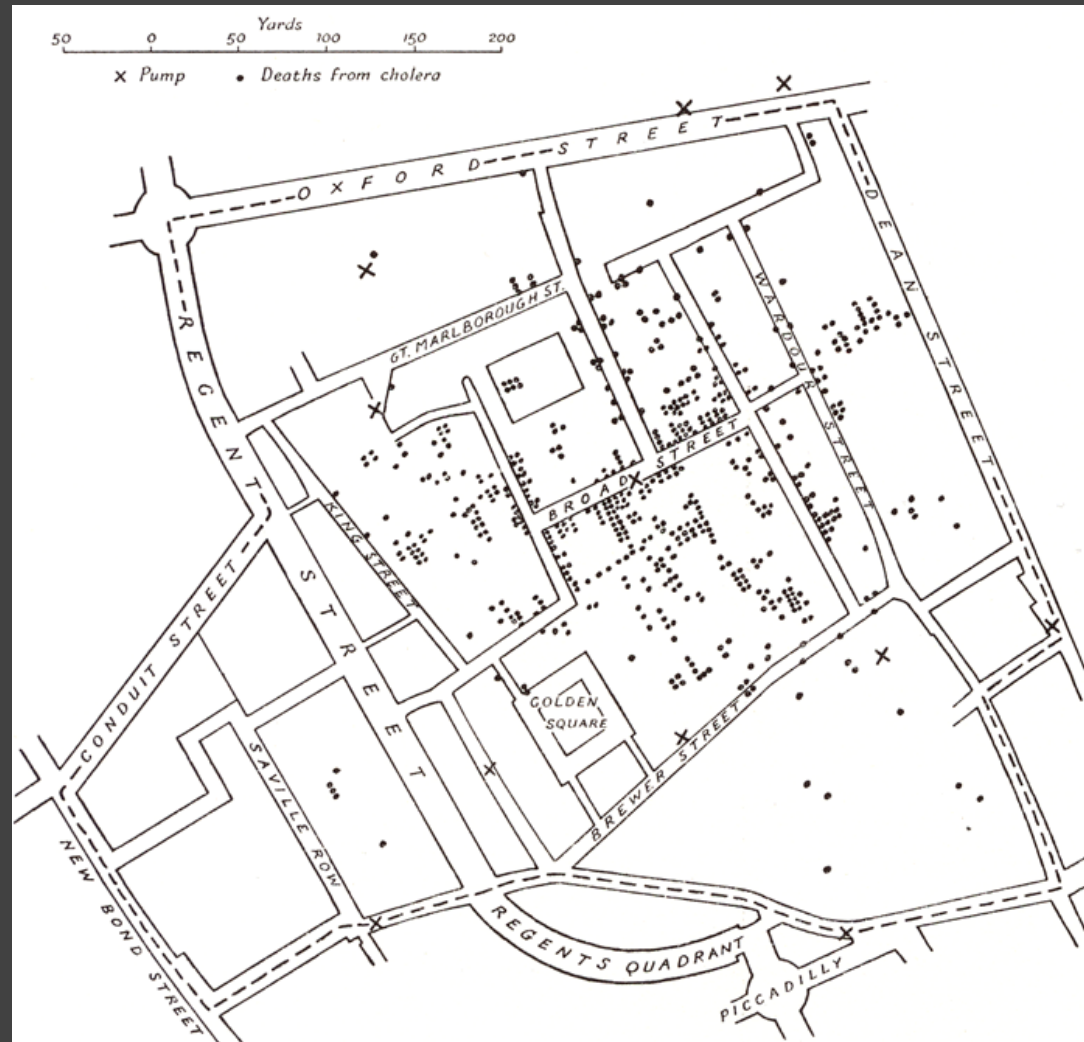 Yards
50 0 50 100 150 200
× Pump • Deaths from cholera
OXFORD STREET
REGENT STREET
DEAN STREET
WARDOUR STREET
GT. MARLBOROUGH ST.
BROAD STREET
KING STREET
CONDUIT STREET
GOLDEN
SQUARE
BREWER STREET
SAVILLE ROW
NEW BOND STREET
REGENTS QUADRANT
PICCADILLY